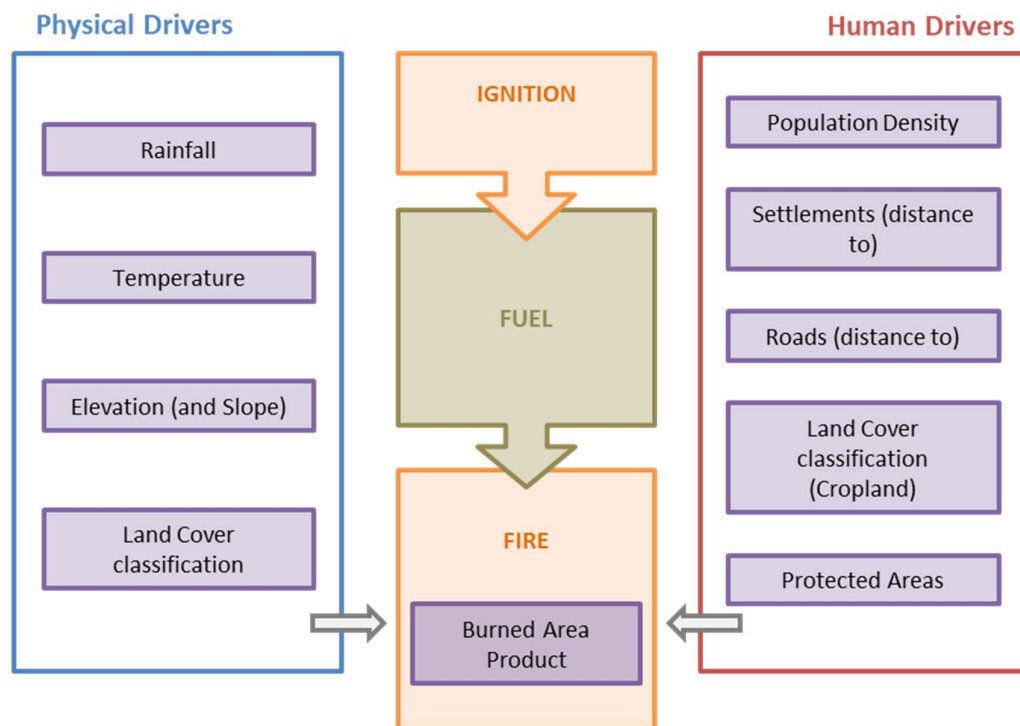 Physical Drivers
Rainfall
Temperature
Elevation (and Slope)
Land Cover
classification
IGNITION
FUEL
FIRE
Burned Area
Product
Human Drivers
Population Density
Settlements (distance
to)
Roads (distance to)
Land Cover
classification
(Cropland)
Protected Areas